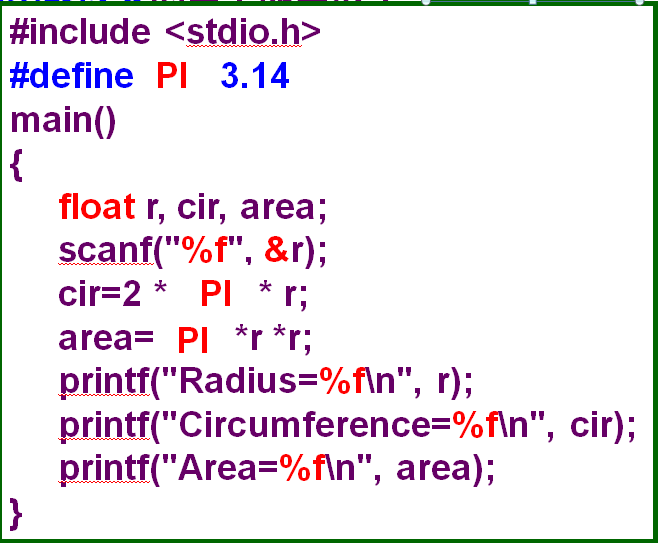 #include <stdio.h>
#define PI 3.14
main()
{
float r, cir, area;
scanf("%f", &r);
cir=2 * PI * r;
area= PI *r *r;
printf("Radius=%f\n", r);
printf("Circumference=%f\n", cir);
printf("Area=%f\n", area);
}